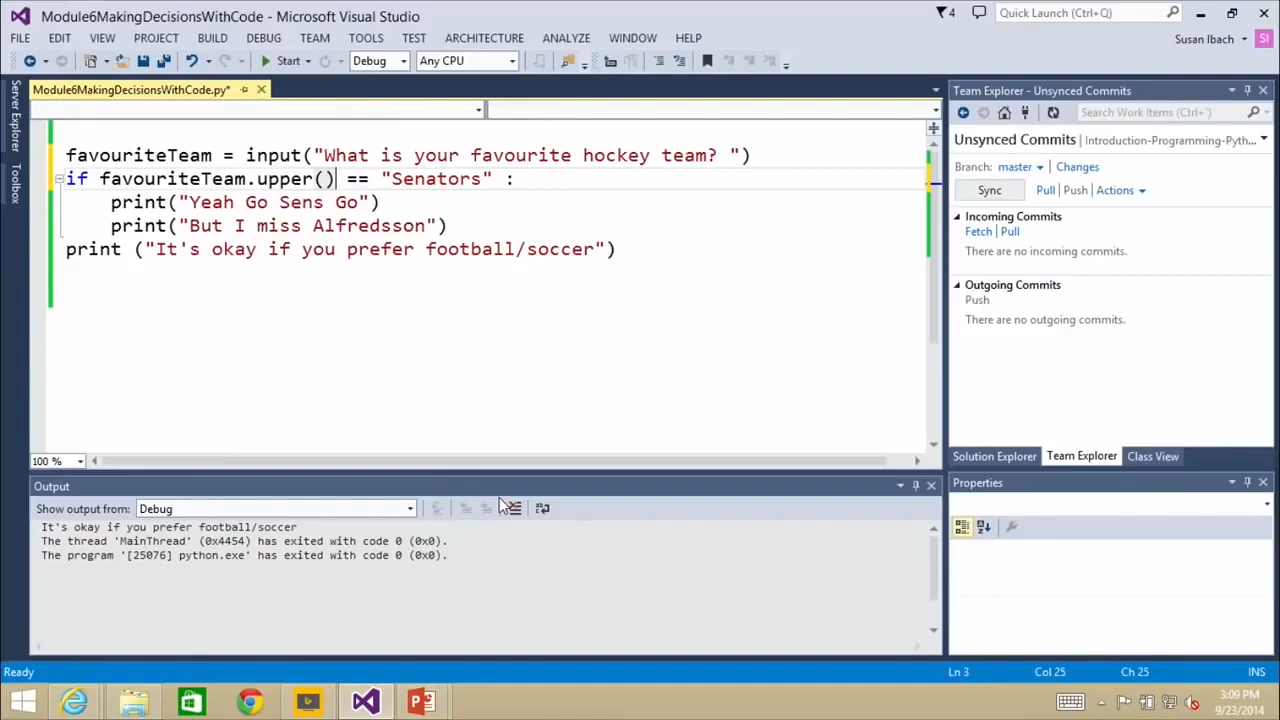 Module6MakingDecisionsWithCode - Microsoft Visual Studio
4
Quick Launch (Ctrl+Q)
FILE EDIT VIEW PROJECT BUILD DEBUG TEAM TOOLS TEST ARCHITECTURE ANALYZE WINDOW HELP
Susan Ibach
SI
Start
Debug
Any CPU
Server Explorer
Toolbox
Module6MakingDecisionsWithCode.py*
favouriteTeam = input("What is your favourite hockey team? ")
if favouriteTeam.upper() == "Senators" :
print("Yeah Go Sens Go")
print("But I miss Alfredsson")
print ("It's okay if you prefer football/soccer")
100 %
Output
Show output from: Debug
It's okay if you prefer football/soccer
The thread 'MainThread' (0x4454) has exited with code 0 (0x0).
The program '[25076] python.exe' has exited with code 0 (0x0).
Team Explorer - Unsynced Commits
Search Work Items (Ctrl+')
Unsynced Commits | Introduction-Programming-Pyth...
Branch: master Changes
Sync Pull | Push | Actions
Incoming Commits
Fetch | Pull
There are no incoming commits.
Outgoing Commits
Push
There are no outgoing commits.
Solution Explorer Team Explorer Class View
Properties
Ready
Ln 3 Col 25 Ch 25 INS
3:09 PM
9/23/2014